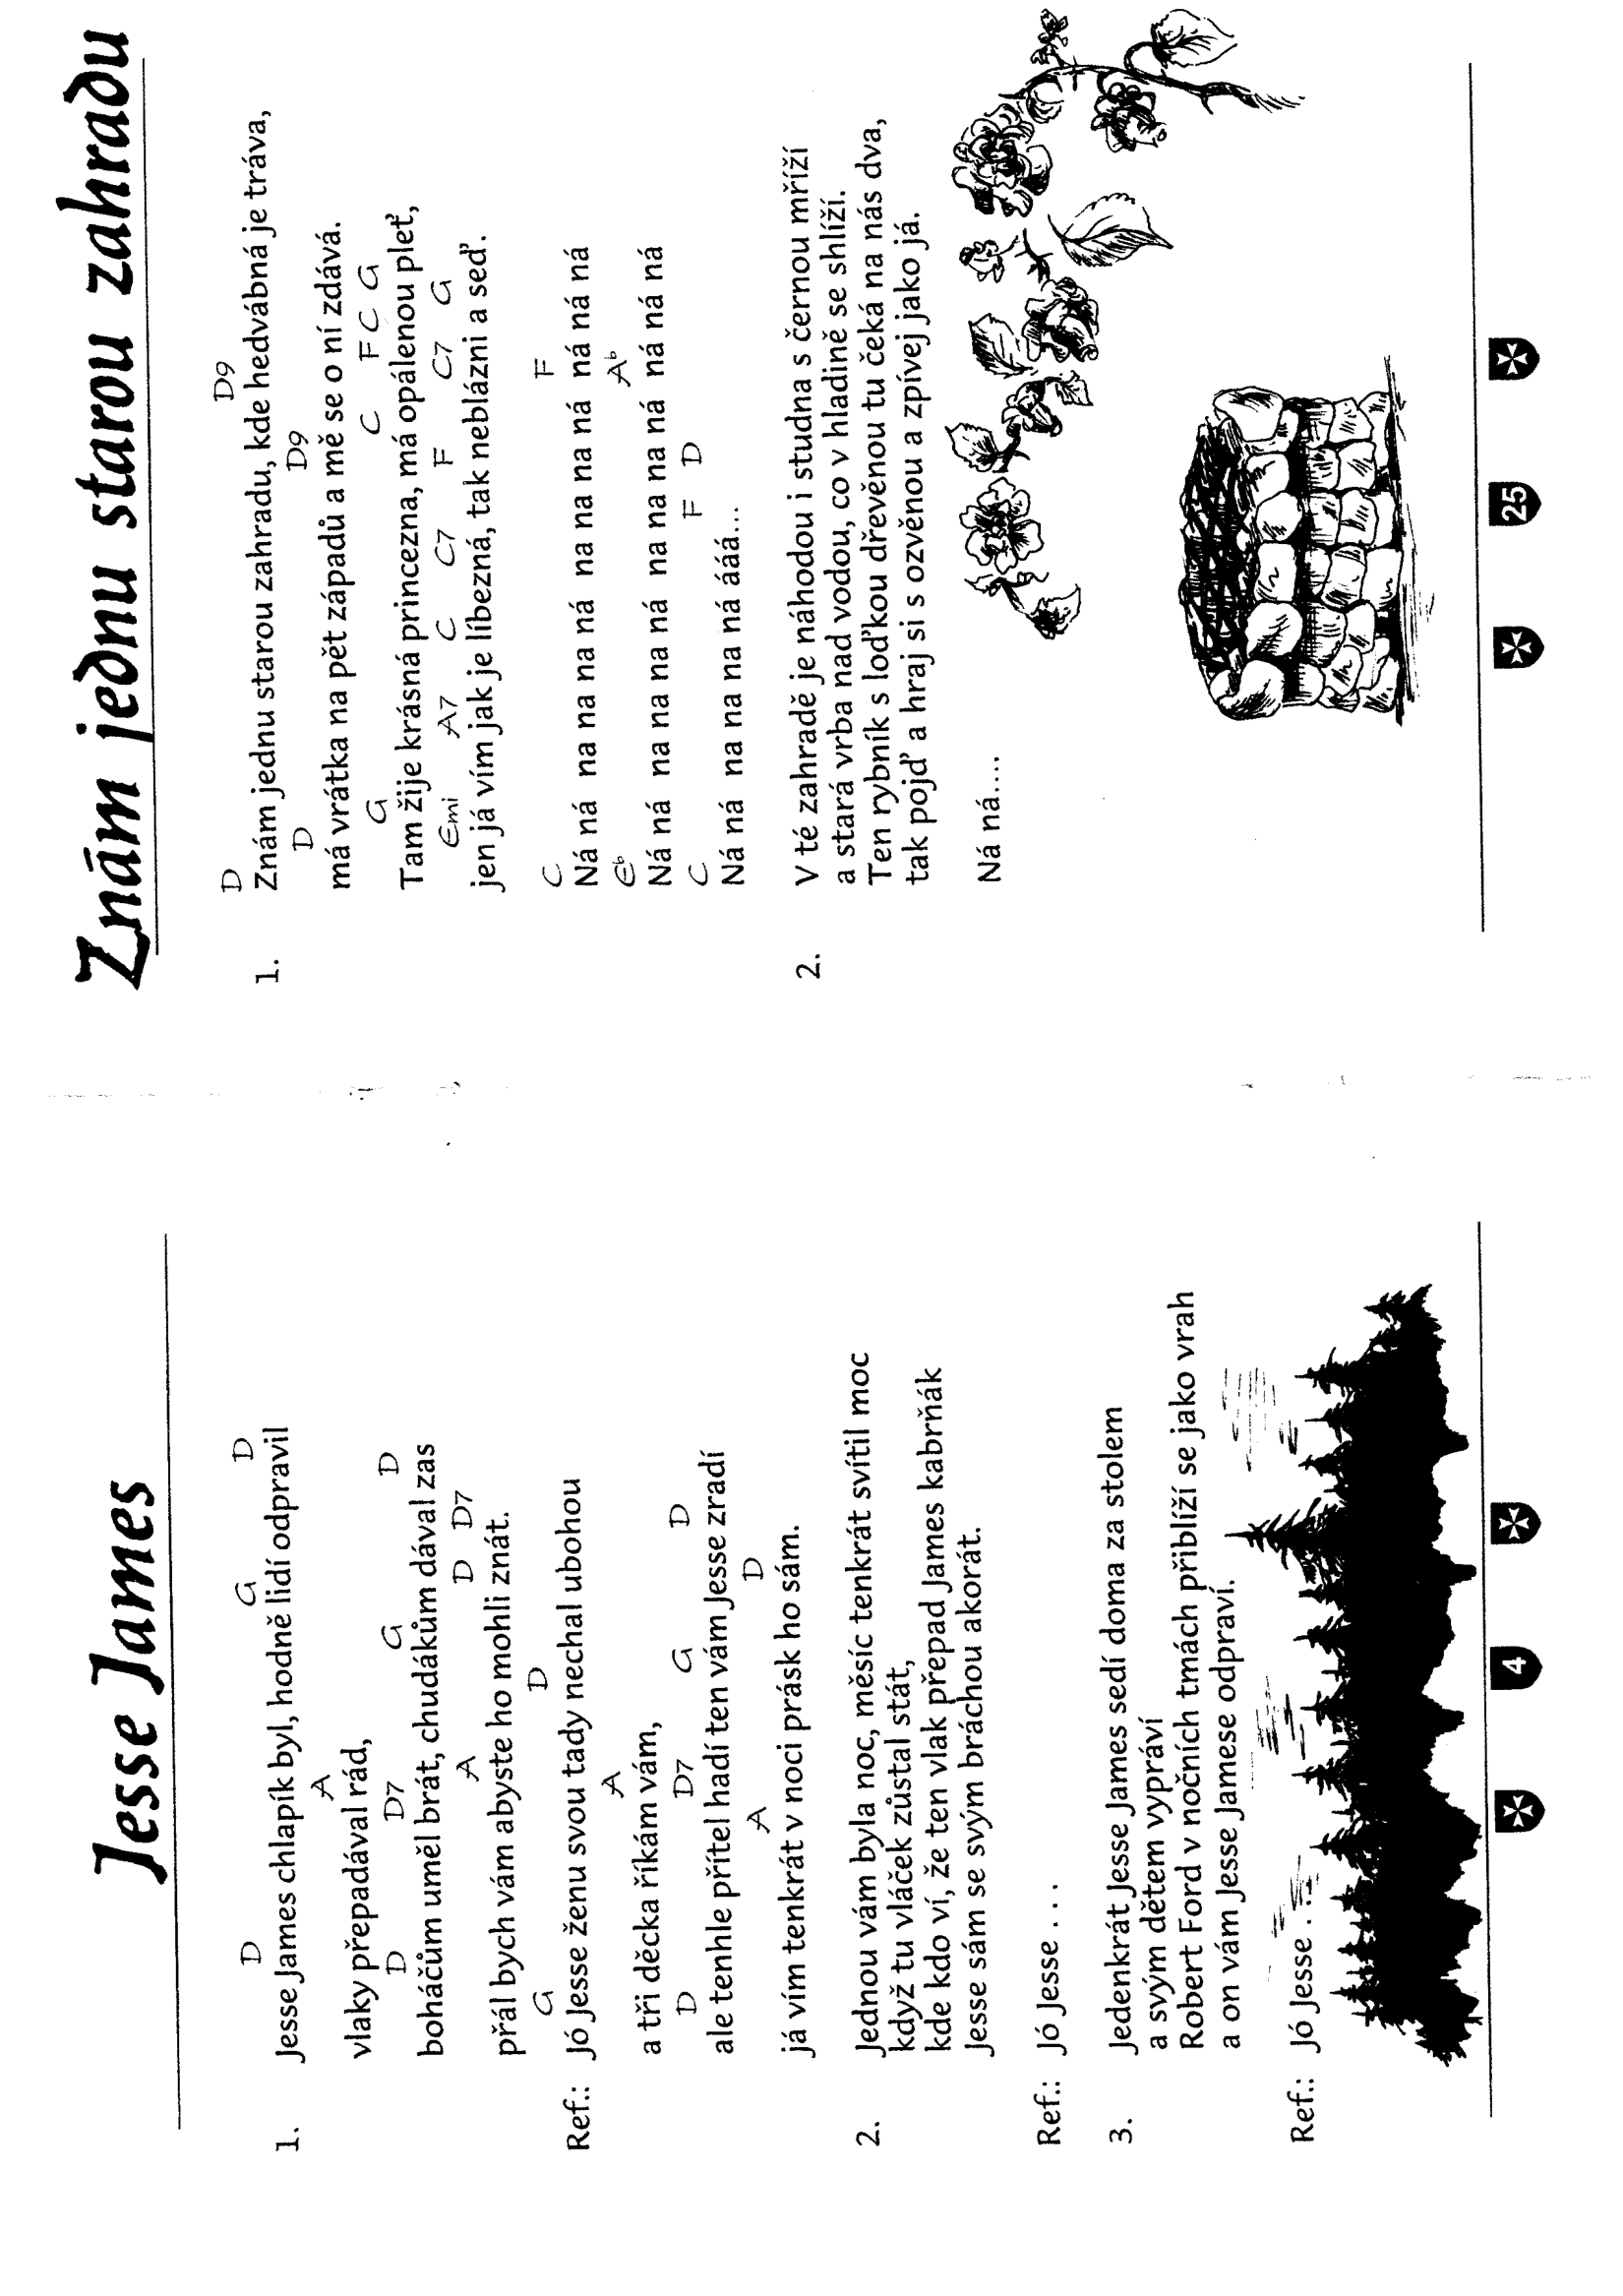 Jesse James
D G D
1. Jesse James chlapík byl, hodně lidí odpravil
A
vlaky přepadával rád,
D D7 G D
boháčům uměl brát, chudákům dával zas
A D D7
přál bych vám abyste ho mohli znát.
G D
Ref.: Jó Jesse ženu svou tady nechal ubohou
A
a tři děcka říkám vám,
D D7 G D
ale tenhle přítel hadí ten vám Jesse zradí
A D
já vím tenkrát v noci prásk ho sám.
2. Jednou vám byla noc, měsíc tenkrát svítil moc
když tu vláček zůstal stát,
kde kdo ví, že ten vlak přepad James kabrňák
Jesse sám se svým bráchou akorát.
Ref.: Jó Jesse . . .
3. Jedenkrát Jesse James sedí doma za stolem
a svým dětem vypráví
Robert Ford v nočních tmách přiblíží se jako vrah
a on vám Jesse Jamese odpraví.
Ref.: Jó Jesse . . .
4
Znám jednu starou zahradu
D D9
1. Znám jednu starou zahradu, kde hedvábná je tráva,
D D9
má vrátka na pět západů a mě se o ní zdává.
G C F C G
Tam žije krásná princezna, má opálenou pleť,
Emi A7 C C7 F C7 G
jen já vím jak je líbezná, tak neblázni a seď.
C F
Ná ná na na na ná na na na ná ná ná ná
Eb Ab
Ná ná na na na ná na na na ná ná ná ná
C F D
Ná ná na na na ná ááá...
2. V té zahradě je náhodou i studna s černou mříží
a stará vrba nad vodou, co v hladině se shlíží.
Ten rybník s loďkou dřevěnou tu čeká na nás dva,
tak pojď a hraj si s ozvěnou a zpívej jako já.
Ná ná....
25